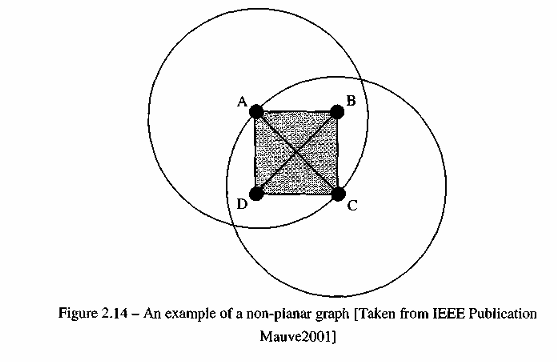 A
B
D
C
Figure 2.14 – An example of a non-planar graph [Taken from IEEE Publication
Mauve2001]